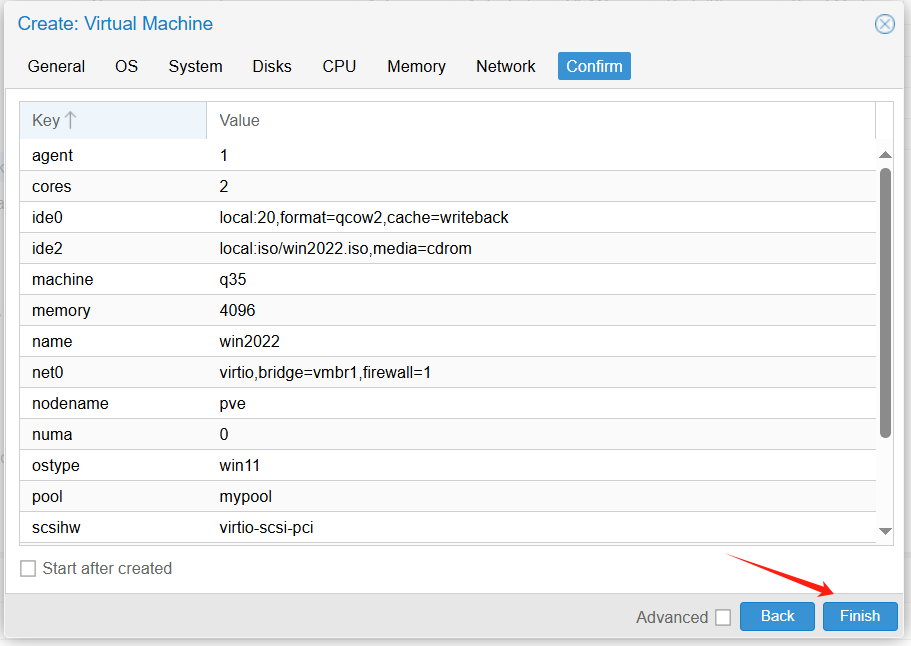 Create: Virtual Machine
General OS System Disks CPU Memory Network Confirm
Key Value
agent 1
cores 2
ide0 local:20,format=qcow2,cache=writeback
ide2 local:iso/win2022.iso,media=cdrom
machine q35
memory 4096
name win2022
net0 virtio,bridge=vmbr1,firewall=1
nodename pve
numa 0
ostype win11
pool mypool
scsihw virtio-scsi-pci
Start after created
Advanced Back Finish